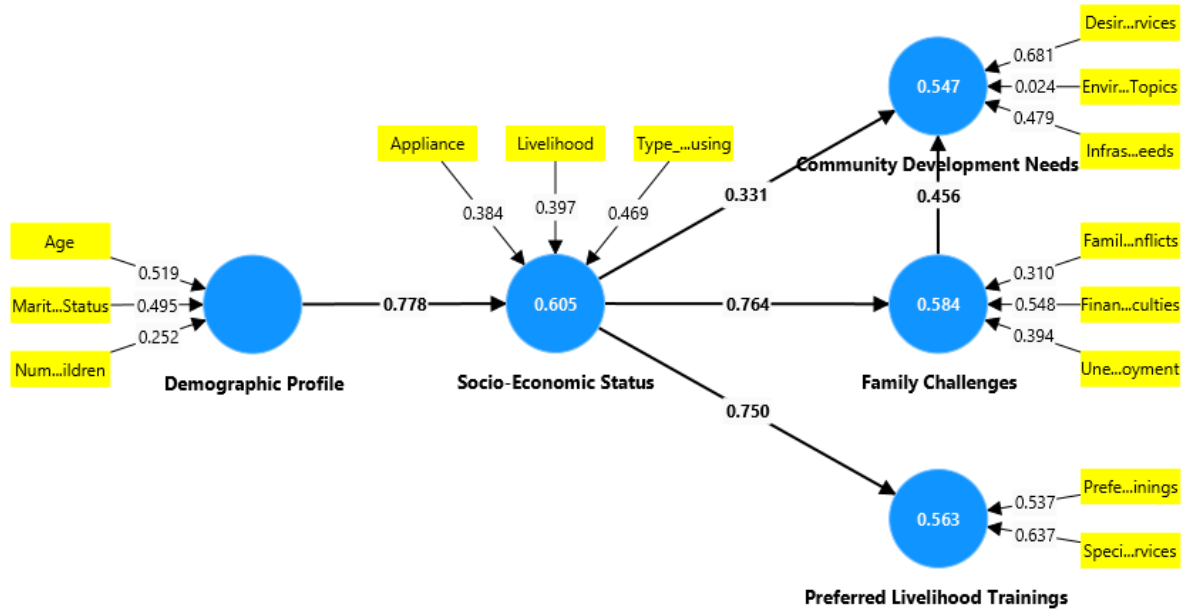 Desir...rvices
0.681
0.547
0.024
Envir...Topics
0.479
Infras...eeds
Community Development Needs
Appliance
Livelihood
Type_...using
0.384
0.397
0.469
0.331
0.456
Age
0.519
Marit...Status
0.495
0.252
Num...ildren
Demographic Profile
0.778
0.605
Socio-Economic Status
0.764
0.584
Family Challenges
Famil...nflicts
0.310
0.548
Finan...culties
0.394
Une...oyment
0.750
0.563
Prefe...inings
0.537
0.637
Speci...rvices
Preferred Livelihood Trainings